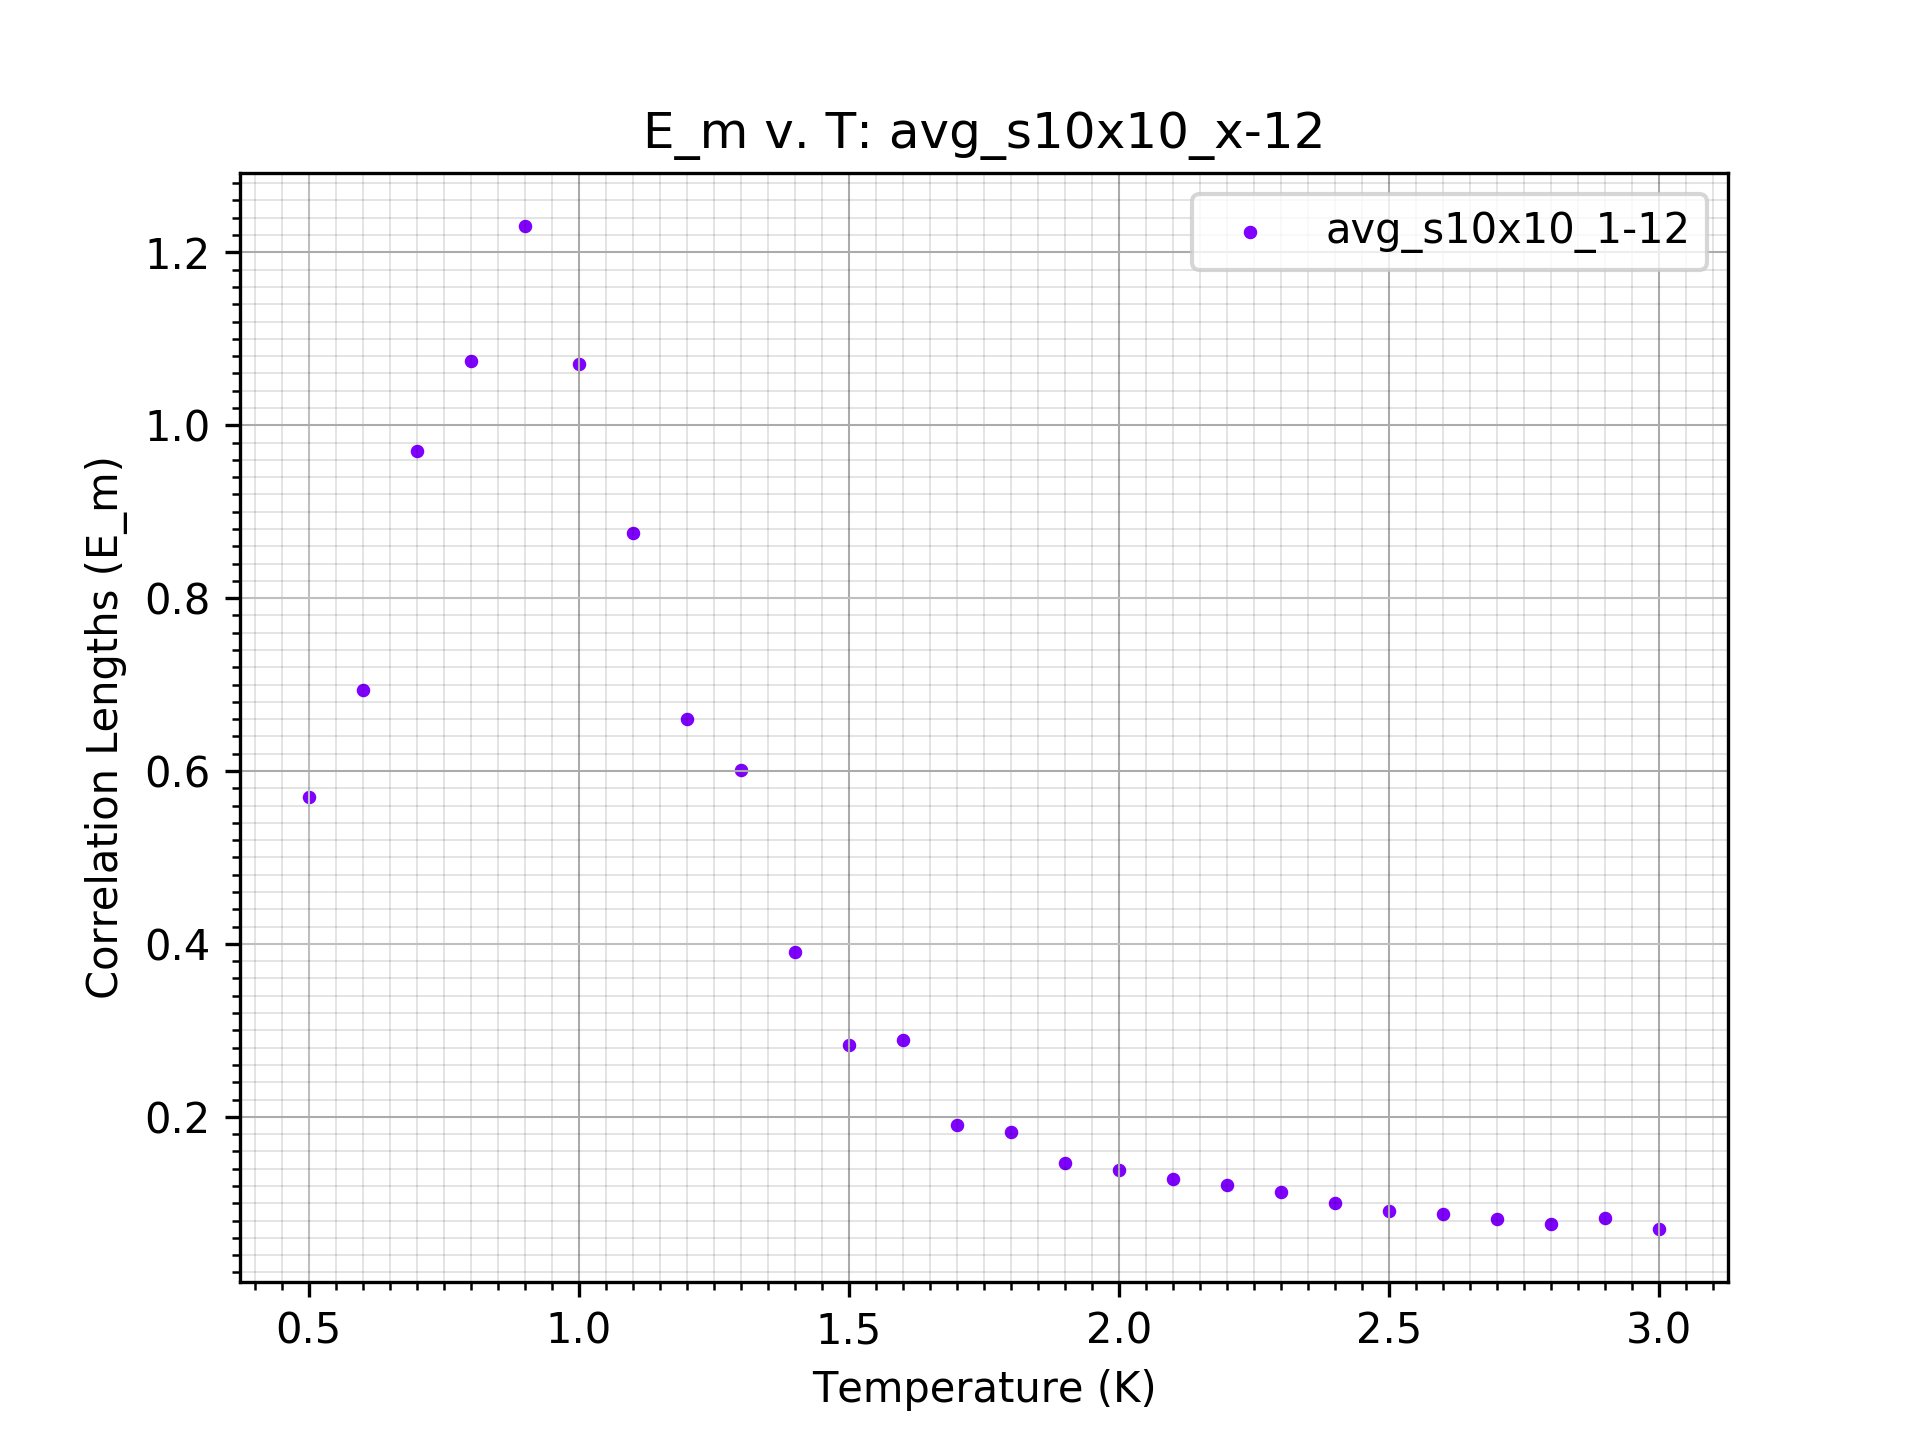 E_m v. T: avg_s10x10_x-12
avg_s10x10_1-12
Correlation Lengths (E_m)
1.2
1.0
0.8
0.6
0.4
0.2
0.5 1.0 1.5 2.0 2.5 3.0
Temperature (K)